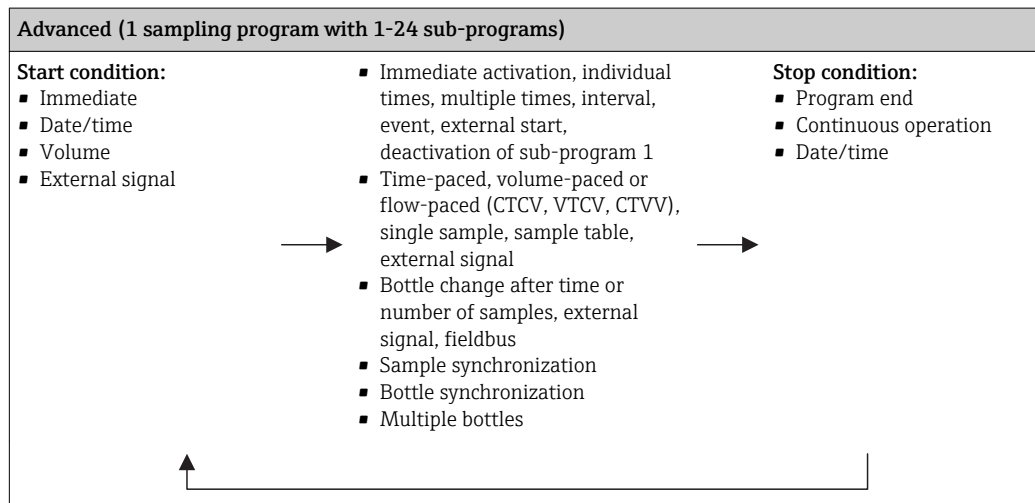 Advanced (1 sampling program with 1-24 sub-programs)
Start condition:
▪ Immediate
▪ Date/time
▪ Volume
▪ External signal
▪ Immediate activation, individual
times, multiple times, interval,
event, external start,
deactivation of sub-program 1
▪ Time-paced, volume-paced or
flow-paced (CTCV, VTCV, CTVV),
single sample, sample table,
external signal
▪ Bottle change after time or
number of samples, external
signal, fieldbus
▪ Sample synchronization
▪ Bottle synchronization
▪ Multiple bottles
Stop condition:
▪ Program end
▪ Continuous operation
▪ Date/time